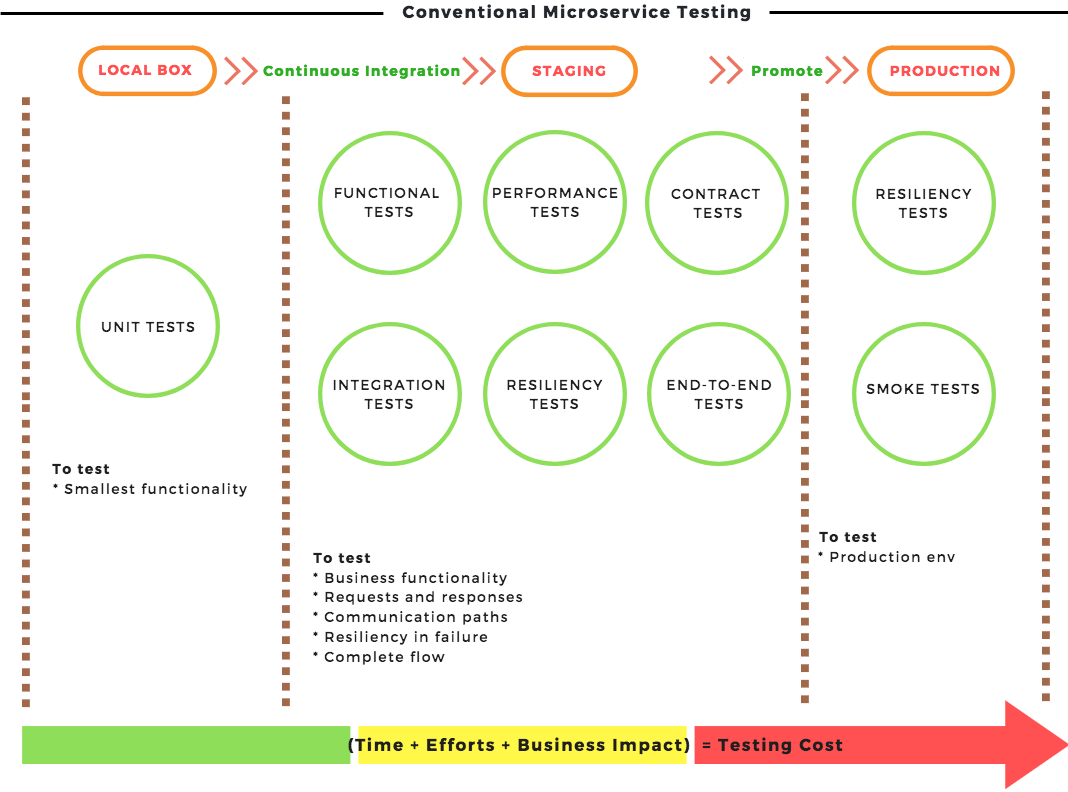 Conventional Microservice Testing
LOCAL BOX
Continuous Integration
STAGING
Promote
PRODUCTION
FUNCTIONAL
TESTS
PERFORMANCE
TESTS
CONTRACT
TESTS
RESILIENCY
TESTS
UNIT TESTS
INTEGRATION
TESTS
RESILIENCY
TESTS
END-TO-END
TESTS
SMOKE TESTS
To test
* Smallest functionality
To test
* Business functionality
* Requests and responses
* Communication paths
* Resiliency in failure
* Complete flow
To test
* Production env
(Time + Efforts + Business Impact) = Testing Cost